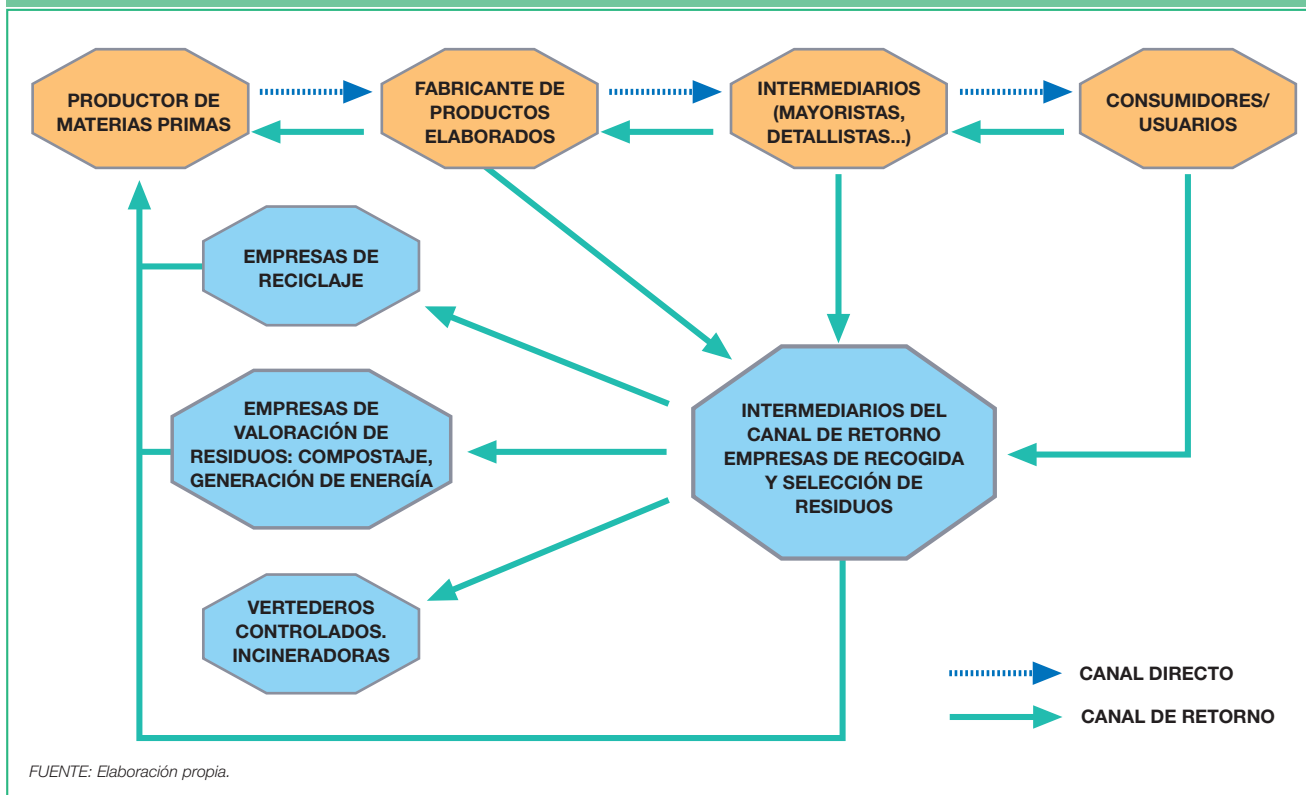 PRODUCTOR DE
MATERIAS PRIMAS
FABRICANTE DE
PRODUCTOS
ELABORADOS
INTERMEDIARIOS
(MAYORISTAS,
DETALLISTAS...)
CONSUMIDORES/
USUARIOS
EMPRESAS DE
RECICLAJE
EMPRESAS DE
VALORACIÓN DE
RESIDUOS: COMPOSTAJE,
GENERACIÓN DE ENERGÍA
INTERMEDIARIOS DEL
CANAL DE RETORNO
EMPRESAS DE RECOGIDA
Y SELECCIÓN DE
RESIDUOS
VERTEDEROS
CONTROLADOS.
INCINERADORAS
CANAL DIRECTO
CANAL DE RETORNO
FUENTE: Elaboración propia.